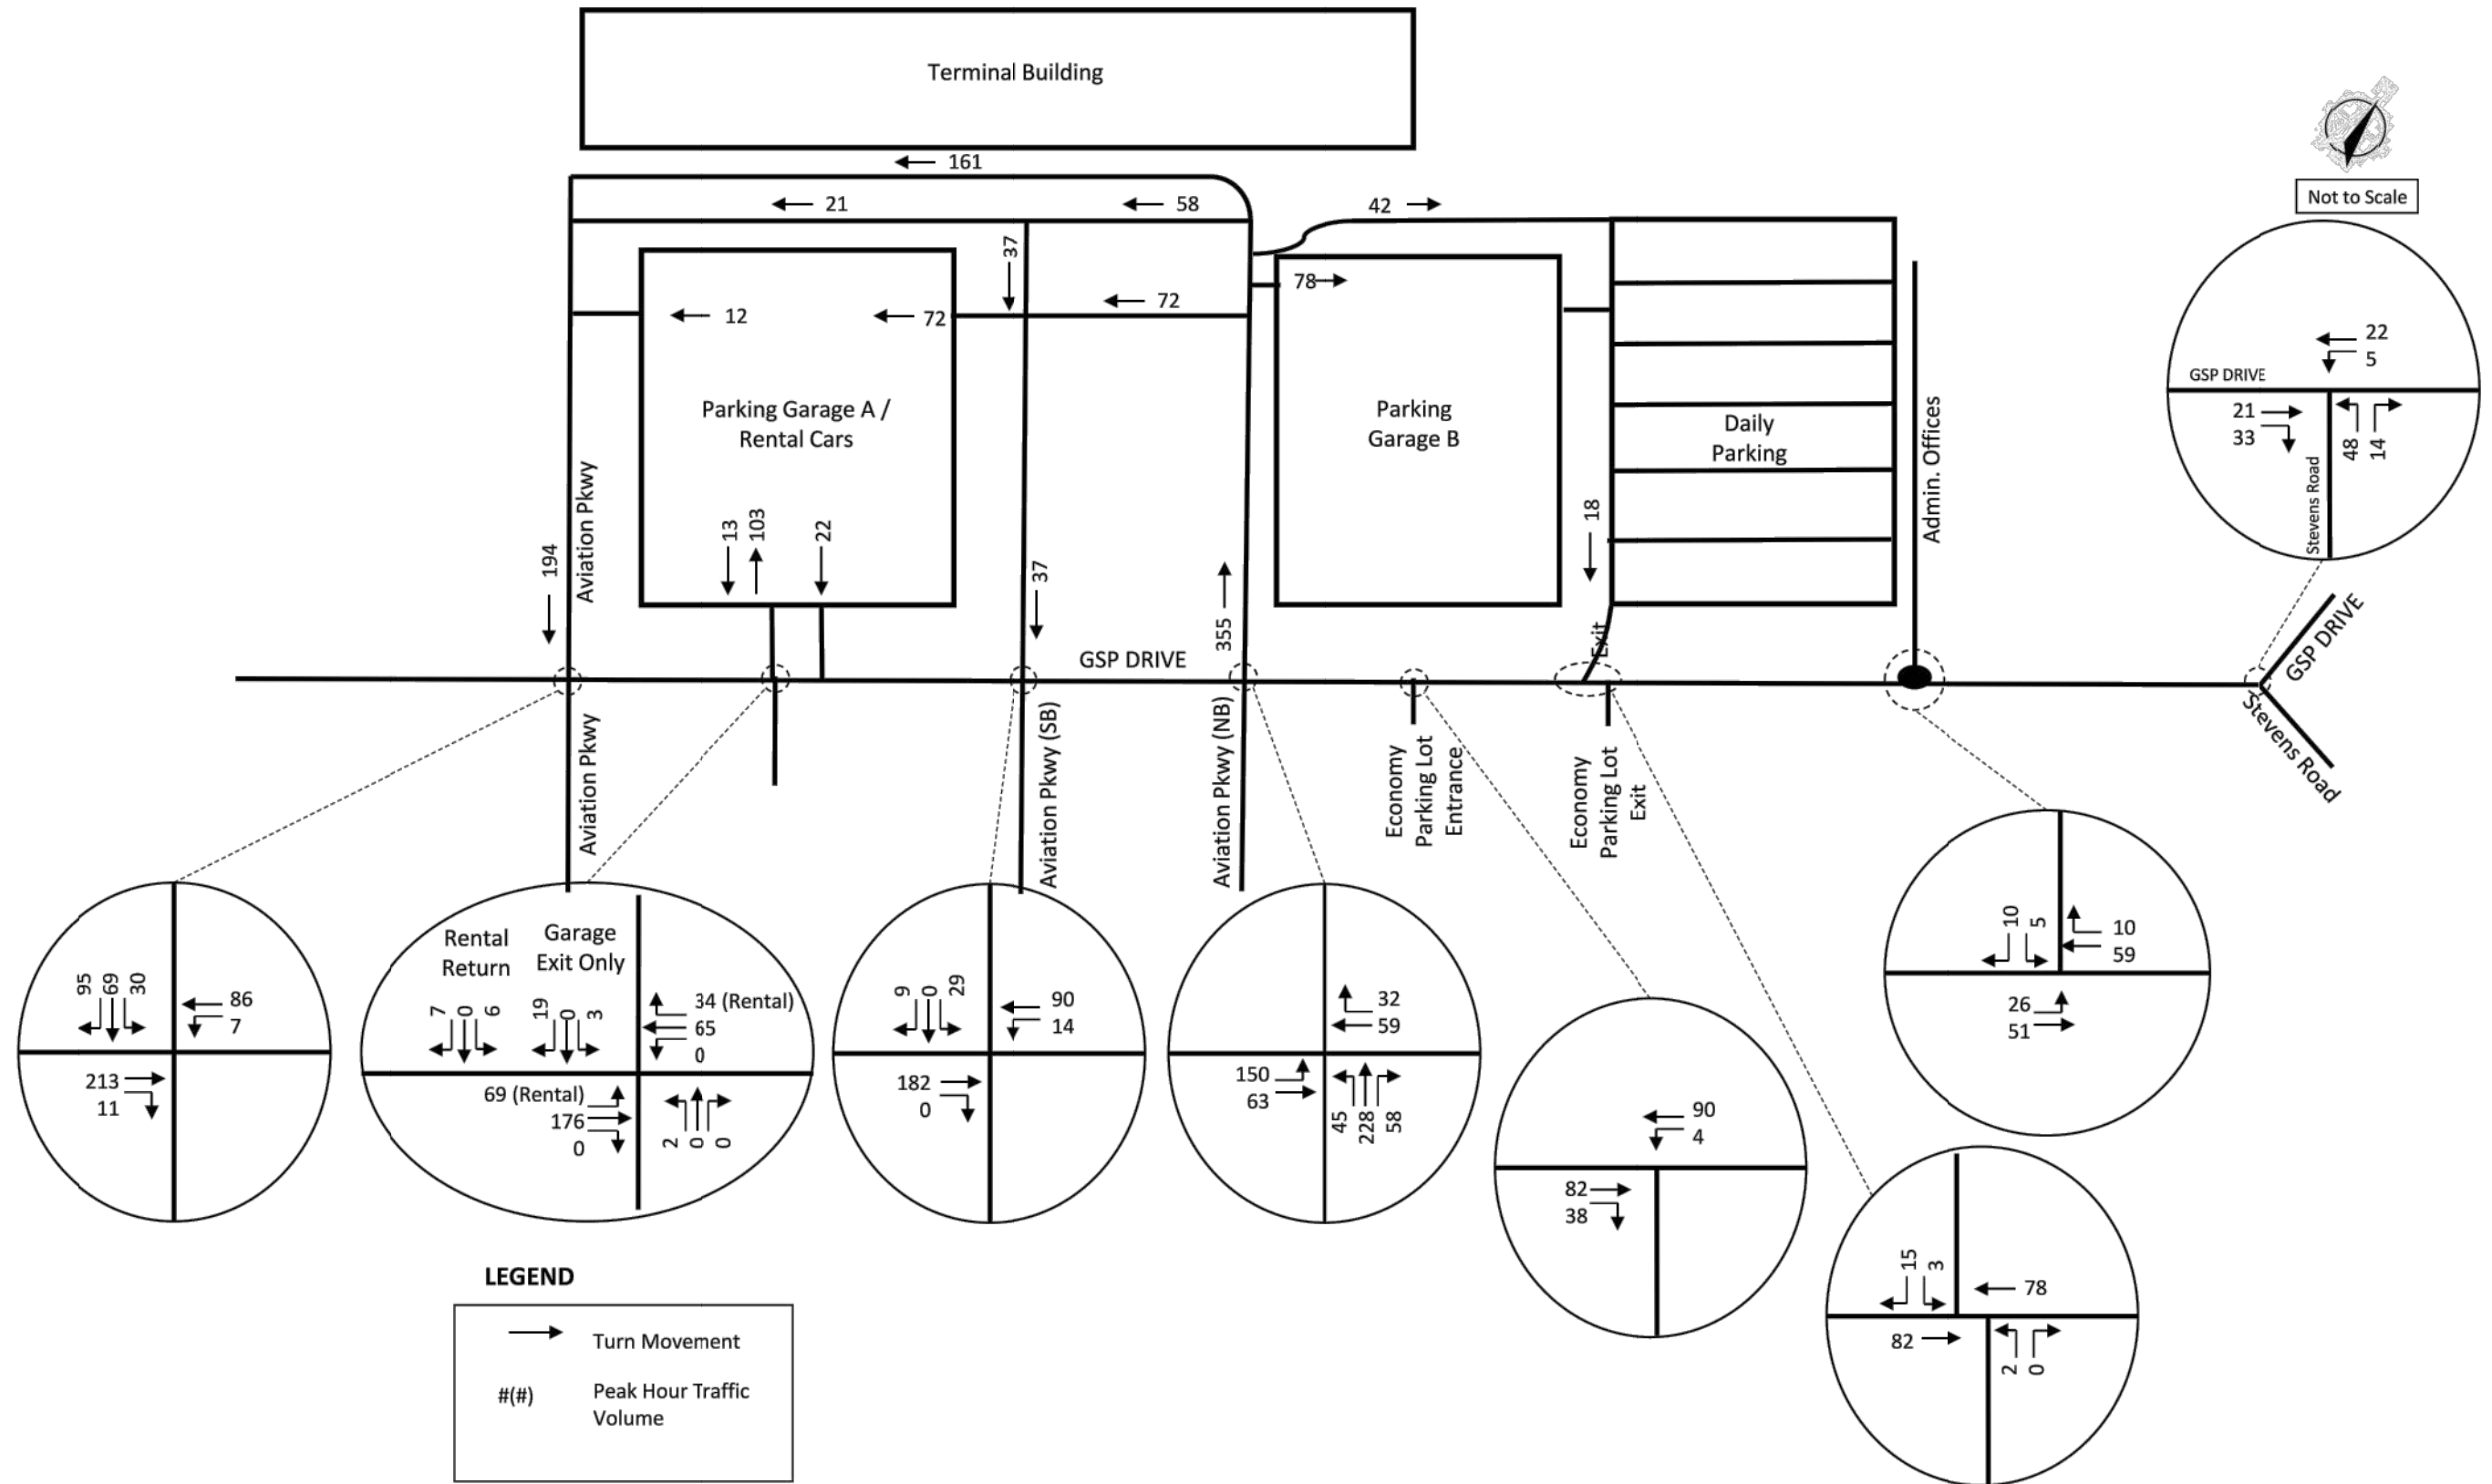 Terminal Building
161
21
58
42
Not to Scale
37
78
72
12
72
22
5
GSP DRIVE
21
33
48
14
Stevens Road
Parking Garage A /
Rental Cars
Parking
Garage B
Daily
Parking
Admin. Offices
Aviation Pkwy
194
13
103
22
37
355
18
Exit
GSP DRIVE
GSP DRIVE
Stevens Road
Aviation Pkwy
Aviation Pkwy (SB)
Aviation Pkwy (NB)
Economy
Parking Lot
Entrance
Economy
Parking Lot
Exit
95
69
30
86
7
213
11
Rental
Return
Garage
Exit Only
7
0
6
19
0
3
34 (Rental)
65
0
69 (Rental)
176
0
2
0
0
9
0
29
90
14
182
0
32
59
150
63
45
228
58
90
4
82
38
10
5
10
59
26
51
15
3
78
82
2
0
LEGEND
Turn Movement
#(#) Peak Hour Traffic
Volume